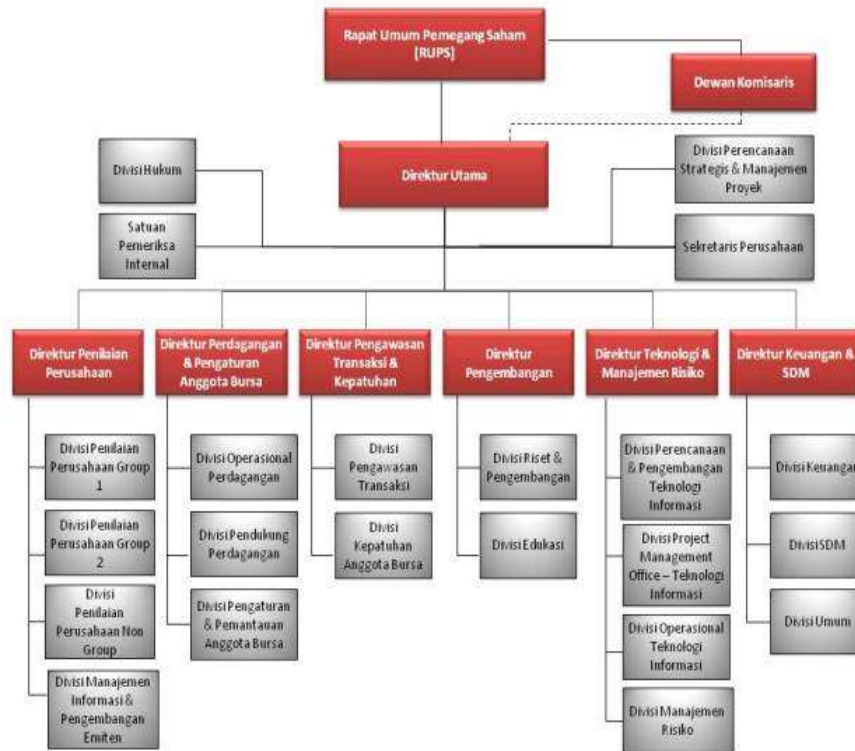 Rapat Umum Pemegang Saham
[RUPS]
Dewan Komisaris
Direktur Utama
Divisi Hukum
Divisi Perencanaan
Strategis & Manajemen
Proyek
Satuan
Pemeriksa
Internal
Sekretaris Perusahaan
Direktur Penilaian
Perusahaan
Direktur Perdagangan
& Pengaturan
Anggota Bursa
Direktur Pengawasan
Transaksi &
Kepatuhan
Direktur
Pengembangan
Direktur Teknologi &
Manajemen Risiko
Direktur Keuangan &
SDM
Divisi Penilaian
Perusahaan Group
1
Divisi Penilaian
Perusahaan Group
2
Divisi
Penilaian
Perusahaan Non
Group
Divisi Manajemen
Informasi &
Pengembangan
Emiten
Divisi Operasional
Perdagangan
Divisi Pendukung
Perdagangan
Divisi Pengaturan
& Pemantauan
Anggota Bursa
Divisi
Pengawasan
Transaksi
Divisi
Kepatuhan
Anggota Bursa
Divisi Riset &
Pengembangan
Divisi Edukasi
Divisi Perencanaan
& Pengembangan
Teknologi
Informasi
Divisi Project
Management
Office – Teknologi
Informasi
Divisi Operasional
Teknologi
Informasi
Divisi Manajemen
Risiko
Divisi Keuangan
Divisi SDM
Divisi Umum